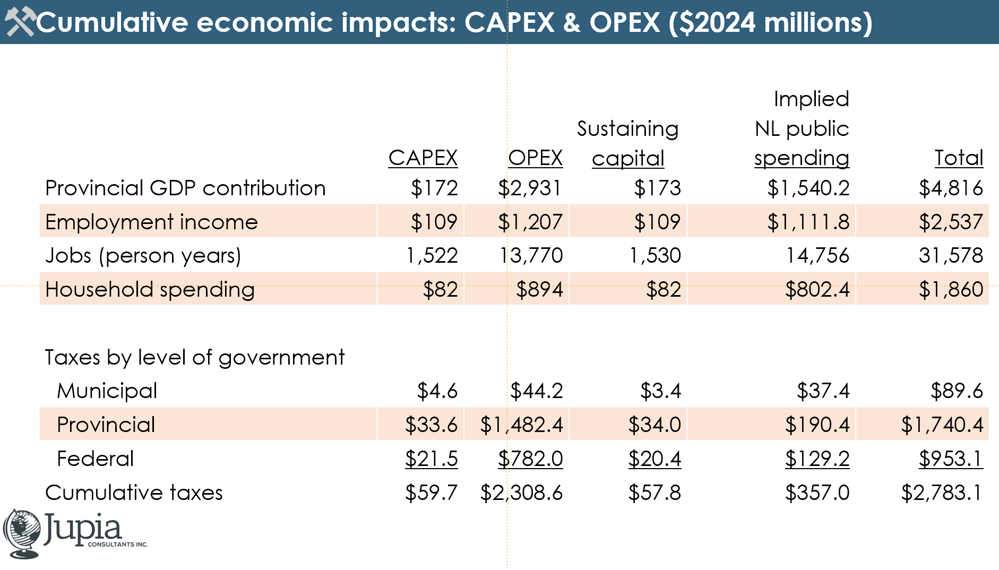 Cumulative economic impacts: CAPEX & OPEX ($2024 millions)
CAPEX OPEX Sustaining capital Implied NL public spending Total
Provincial GDP contribution $172 $2,931 $173 $1,540.2 $4,816
Employment income $109 $1,207 $109 $1,111.8 $2,537
Jobs (person years) 1,522 13,770 1,530 14,756 31,578
Household spending $82 $894 $82 $802.4 $1,860
Taxes by level of government
Municipal $4.6 $44.2 $3.4 $37.4 $89.6
Provincial $33.6 $1,482.4 $34.0 $190.4 $1,740.4
Federal $21.5 $782.0 $20.4 $129.2 $953.1
Cumulative taxes $59.7 $2,308.6 $57.8 $357.0 $2,783.1
Jupia
CONSULTANTS INC.